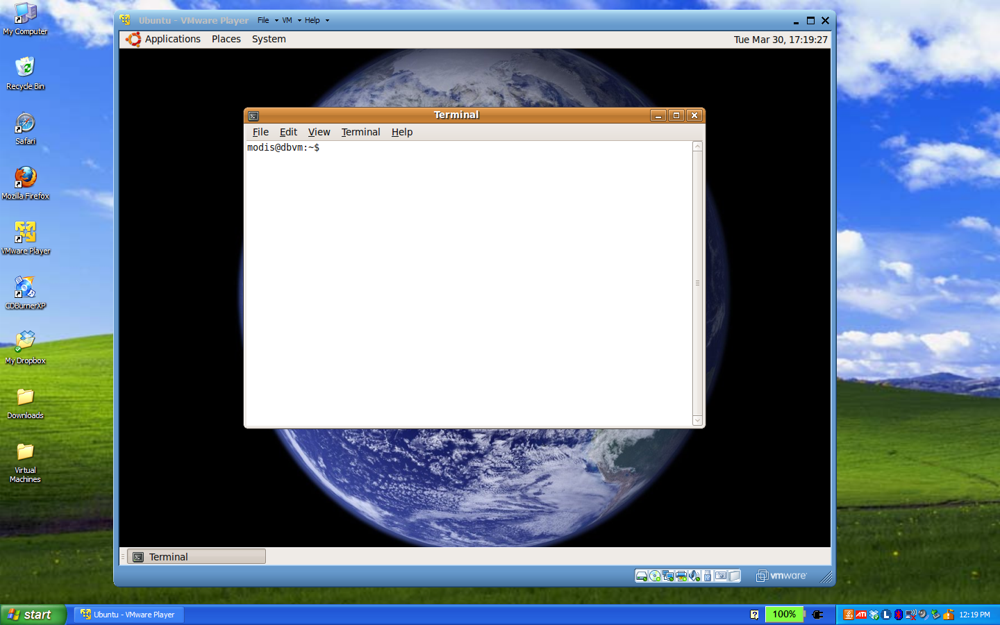 My Computer
Recycle Bin
Safari
Mozilla Firefox
VMware Player
CDBurnerXP
My Dropbox
Downloads
Virtual
Machines
Ubuntu - VMware Player File VM Help
Applications Places System Tue Mar 30, 17:19:27
Terminal
File Edit View Terminal Help
modis@dbvm:~$
Terminal
vmware
start Ubuntu - VMware Player ? 100% ATI L 12:19 PM